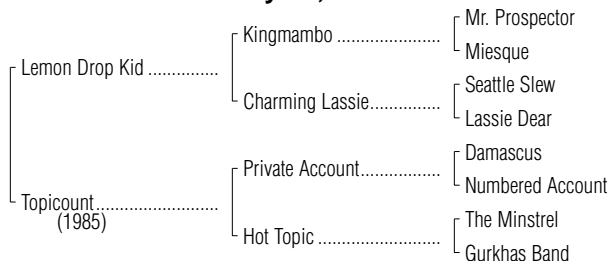 Mr. Prospector
Kingmambo ......................
Miesque
Lemon Drop Kid ...............
Seattle Slew
Charming Lassie...............
Lassie Dear
Damascus
Private Account.................
Numbered Account
Topicount..........................
(1985)
The Minstrel
Hot Topic ..........................
Gurkhas Band